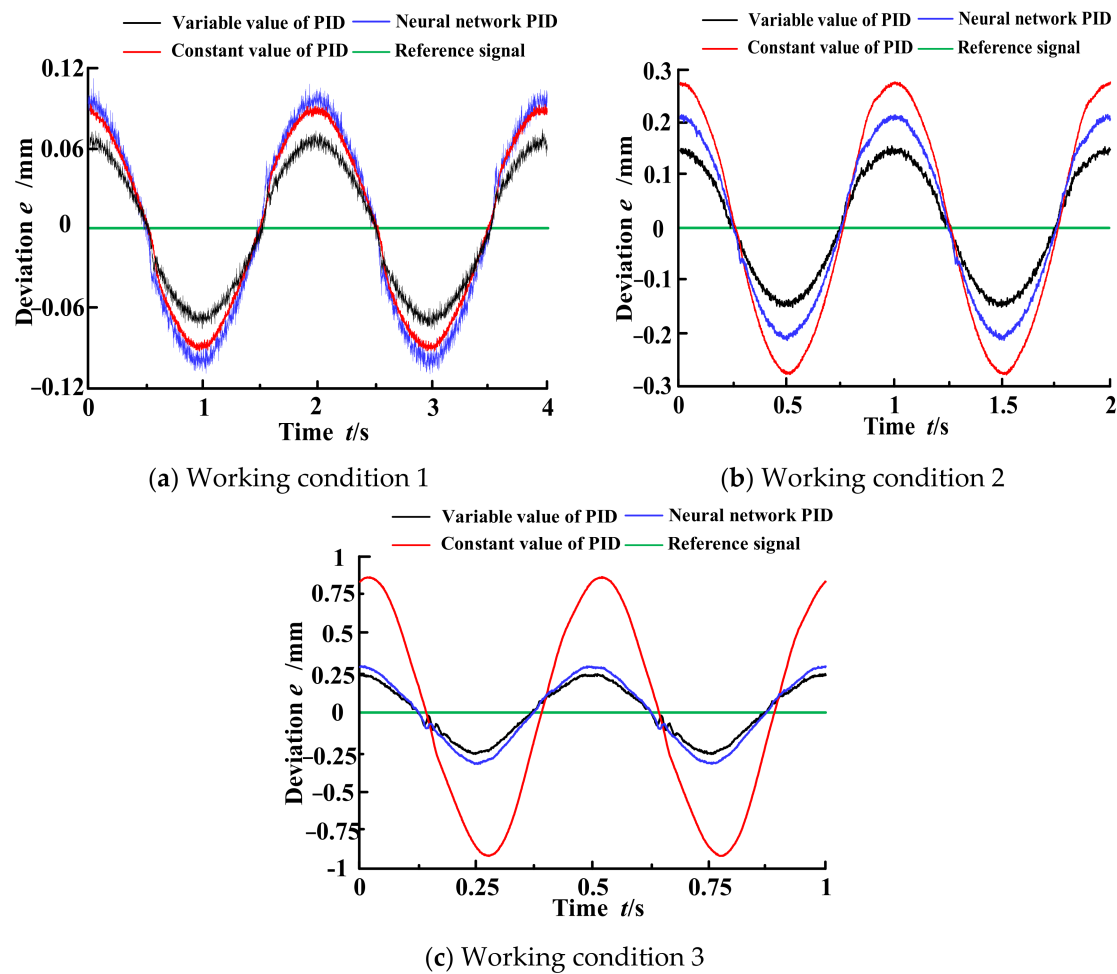 Variable value of PID Neural network PID
Constant value of PID Reference signal
0.12
0.06
0
−0.06
−0.12
Deviation e /mm
0 1 2 3 4
Time t/s
(a) Working condition 1
Variable value of PID Neural network PID
Constant value of PID Reference signal
0.3
0.2
0.1
0
−0.1
−0.2
−0.3
Deviation e /mm
0 0.5 1 1.5 2
Time t/s
(b) Working condition 2
Variable value of PID Neural network PID
Constant value of PID Reference signal
1
0.75
0.5
0.25
0
−0.25
−0.5
−0.75
-1
Deviation e /mm
0 0.25 0.5 0.75 1
Time t/s
(c) Working condition 3